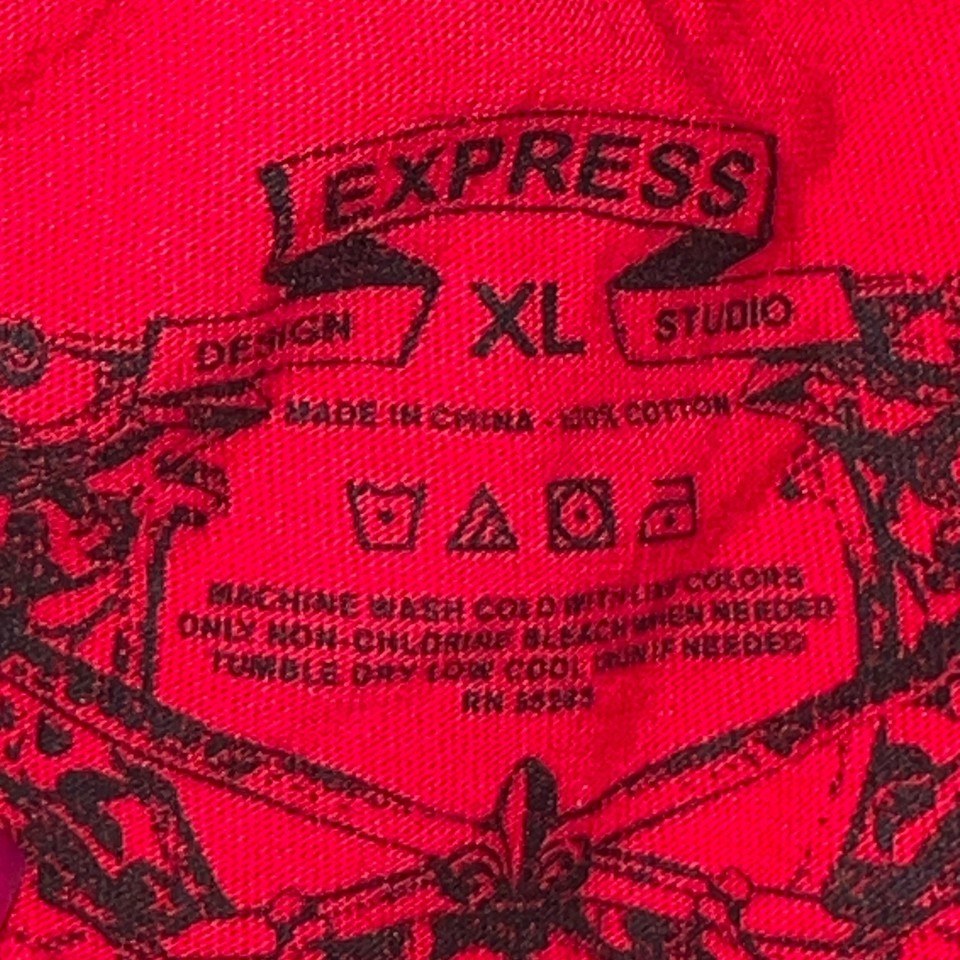 EXPRESS
DESIGN XL STUDIO
MADE IN CHINA - 100% COTTON
MACHINE WASH COLD WITH LIKE COLORS
ONLY NON-CHLORINE BLEACH WHEN NEEDED
TUMBLE DRY LOW COOL IRON IF NEEDED
RN